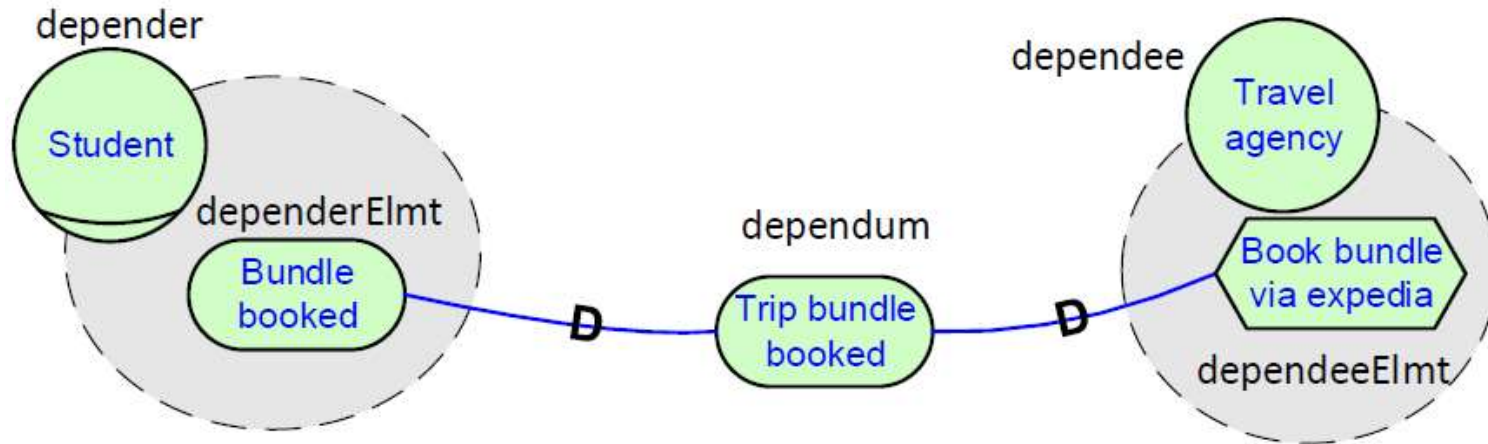 depender
Student
dependerElmt
Bundle
booked
D
dependum
Trip bundle
booked
D
dependee
Travel
agency
Book bundle
via expedia
dependeeElmt